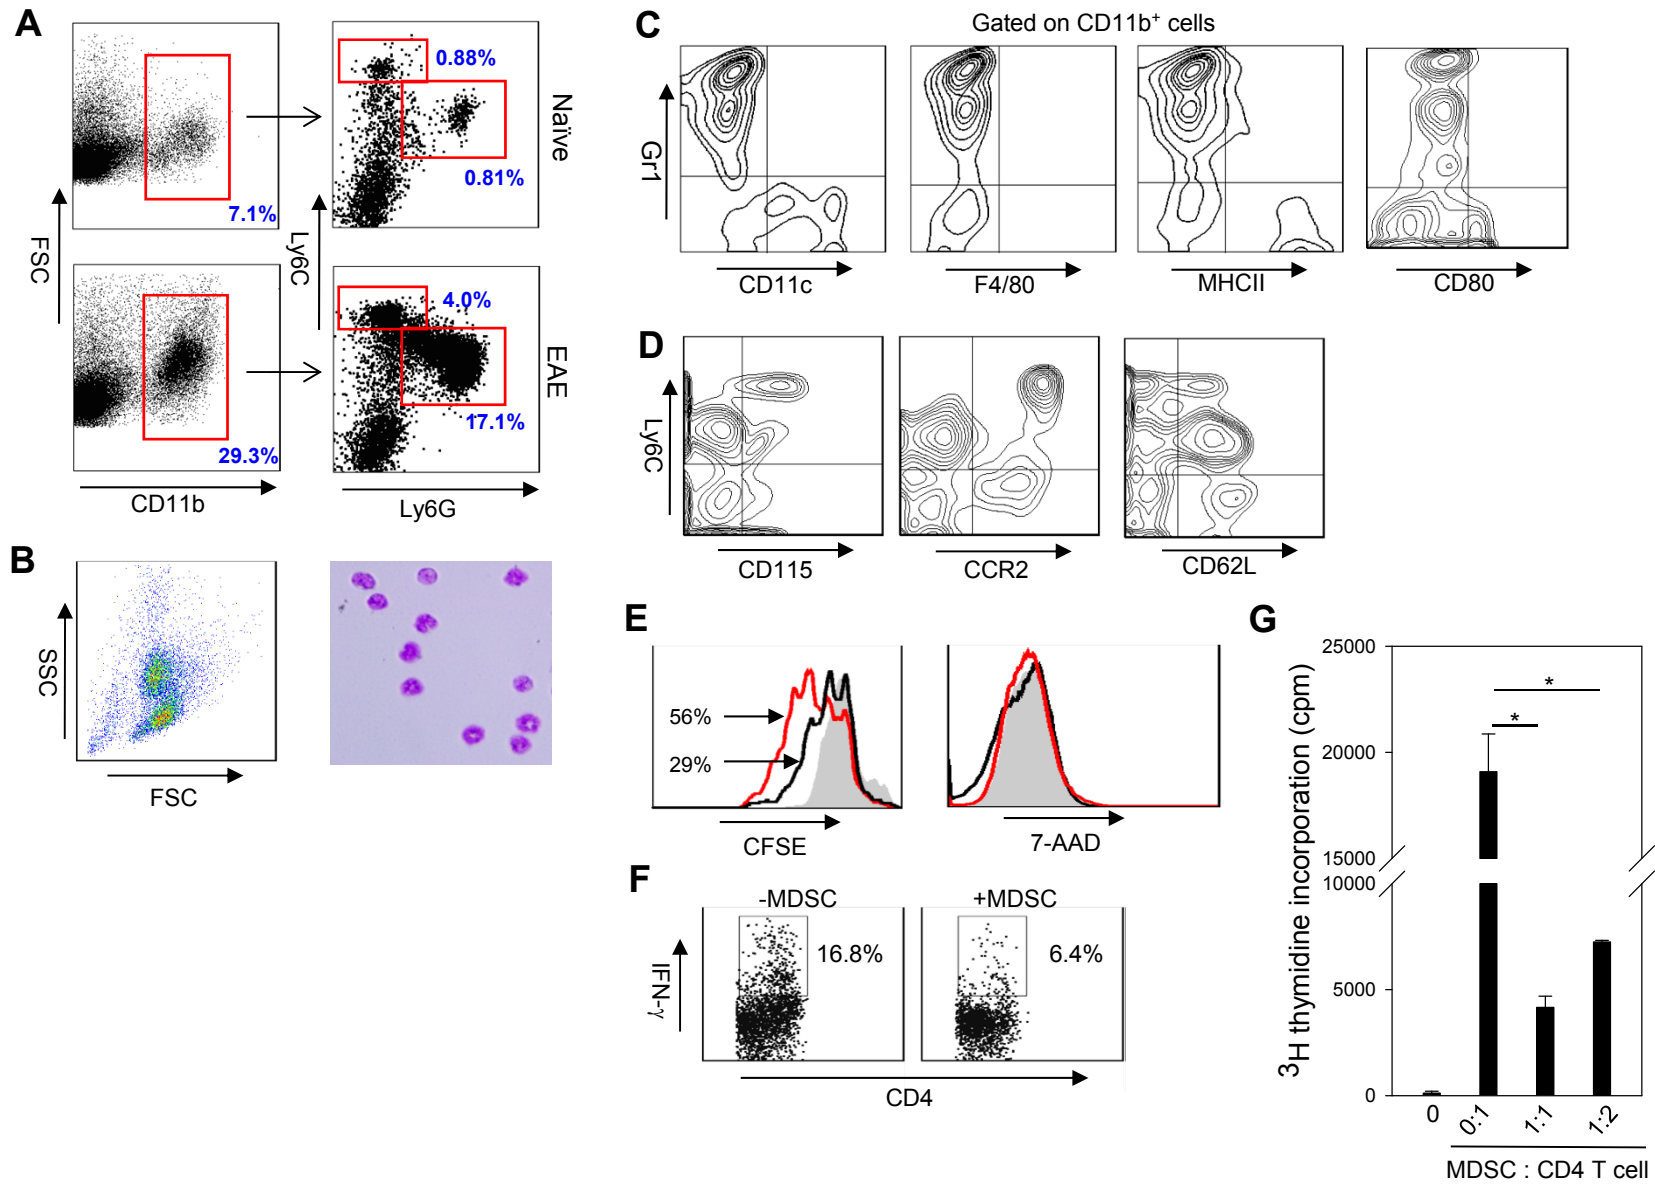 A
0.88%
0.81%
7.1%
Naïve
FSC
Ly6C
4.0%
17.1%
29.3%
EAE
CD11b
Ly6G
B
SSC
FSC
C
Gated on CD11b+ cells
Gr1
CD11c
F4/80
MHCII
CD80
D
Ly6C
CD115
CCR2
CD62L
E
56%
29%
CFSE
7-AAD
F
-MDSC
+MDSC
16.8%
6.4%
IFN-γ
CD4
G
3H thymidine incorporation (cpm)
25000
20000
15000
10000
5000
0
*
*
0
0:1
1:1
1:2
MDSC : CD4 T cell